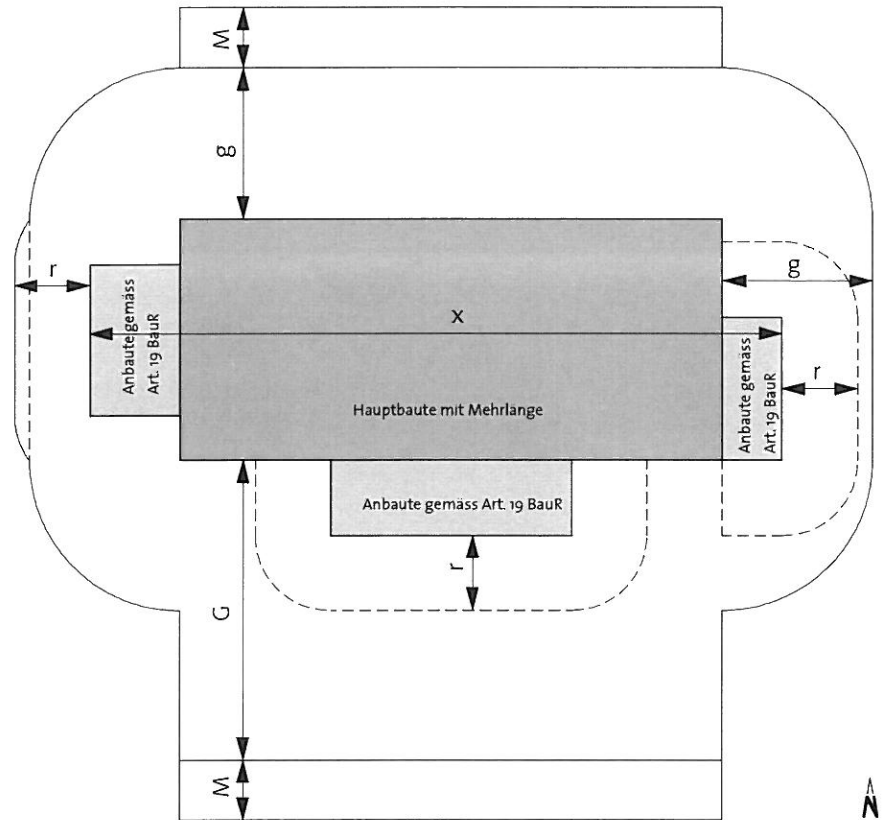 M
g
g
r
Anbaute gemäss
Art. 19 BauR
x
Anbaute gemäss
Art. 19 BauR
r
Hauptbaute mit Mehrlänge
Anbaute gemäss Art. 19 BauR
r
G
M
N